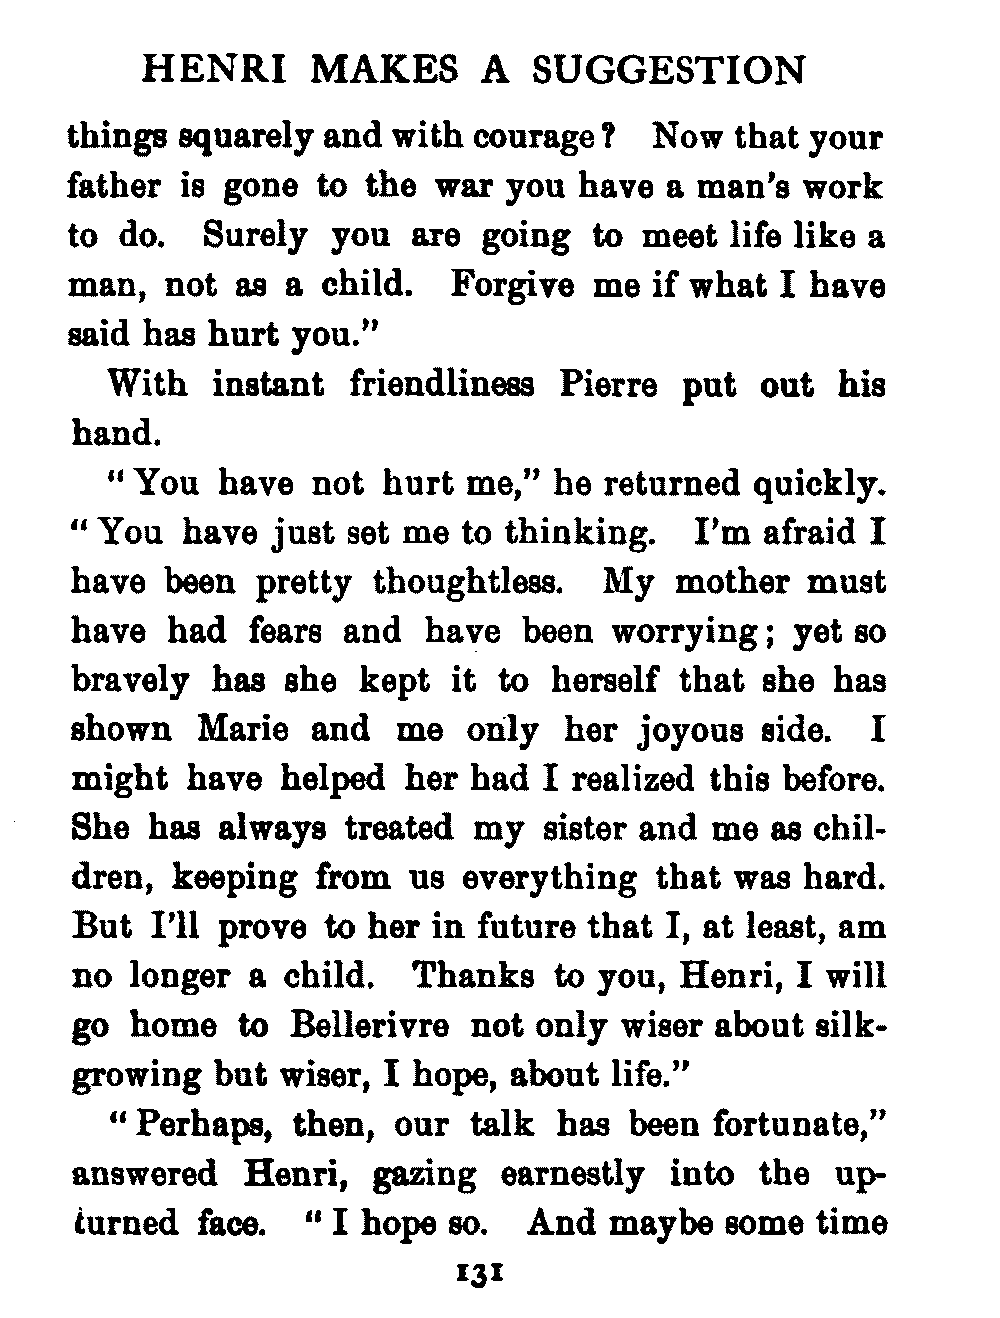 HENRI MAKES A SUGGESTION
things squarely and with courage? Now that your
father is gone to the war you have a man's work
to do. Surely you are going to meet life like a
man, not as a child. Forgive me if what I have
said has hurt you."
With instant friendliness Pierre put out his
hand.
"You have not hurt me," he returned quickly.
"You have just set me to thinking. I'm afraid I
have been pretty thoughtless. My mother must
have had fears and have been worrying; yet so
bravely has she kept it to herself that she has
shown Marie and me only her joyous side. I
might have helped her had I realized this before.
She has always treated my sister and me as chil-
dren, keeping from us everything that was hard.
But I'll prove to her in future that I, at least, am
no longer a child. Thanks to you, Henri, I will
go home to Bellerivre not only wiser about silk-
growing but wiser, I hope, about life."
"Perhaps, then, our talk has been fortunate,"
answered Henri, gazing earnestly into the up-
turned face. "I hope so. And maybe some time
131